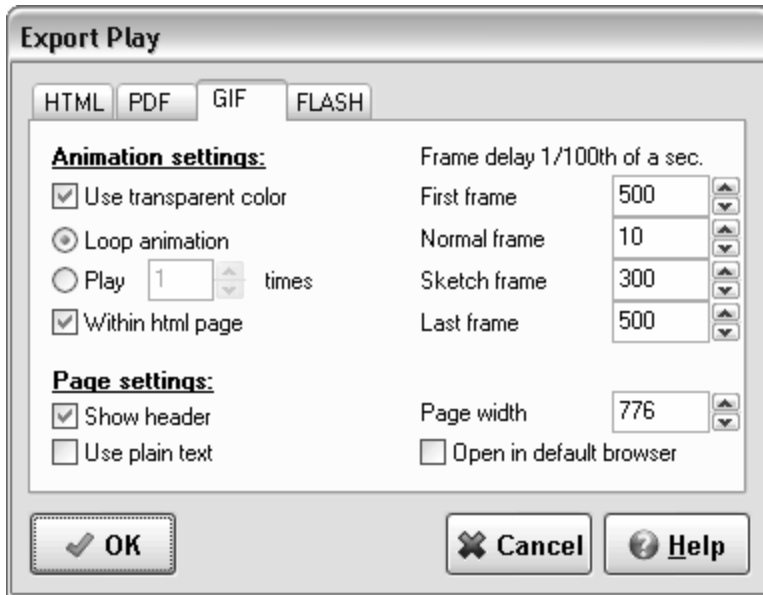 Export Play
HTML PDF GIF FLASH
Animation settings: Frame delay 1/100th of a sec.
Use transparent color First frame 500
Loop animation Normal frame 10
Play 1 times Sketch frame 300
Within html page Last frame 500
Page settings:
Show header Page width 776
Use plain text Open in default browser
OK Cancel Help